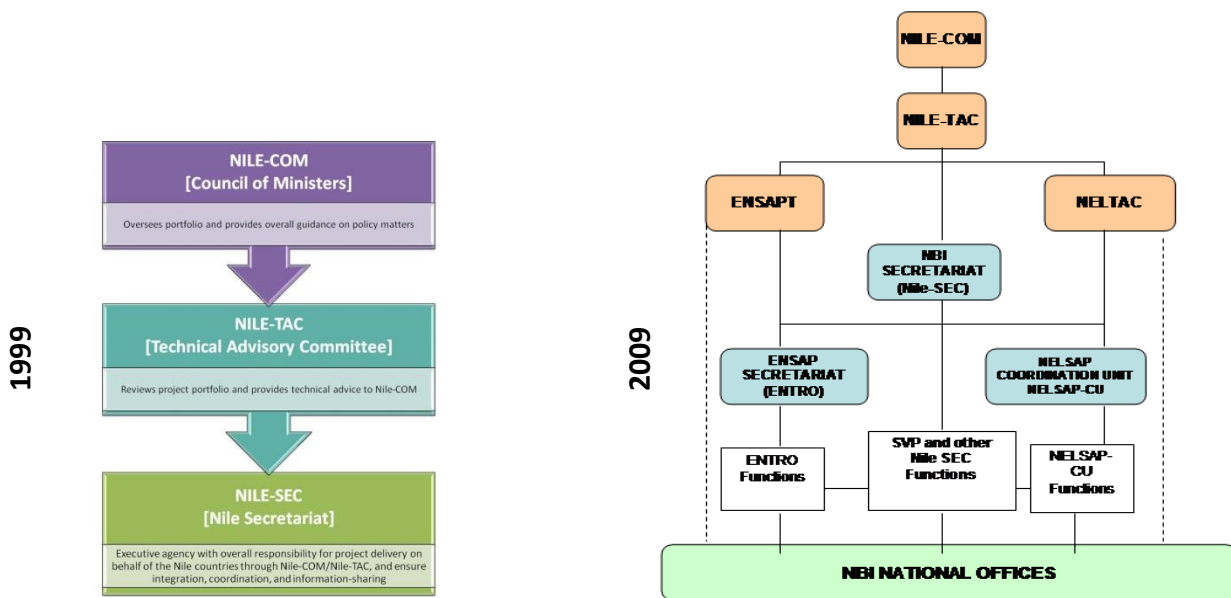 1999
NILE-COM
[Council of Ministers]
Oversees portfolio and provides overall guidance on policy matters
NILE-TAC
[Technical Advisory Committee]
Reviews project portfolio and provides technical advice to Nile-COM
NILE-SEC
[Nile Secretariat]
Executive agency with overall responsibility for project delivery on
behalf of the Nile countries through Nile-COM/Nile-TAC, and ensure
integration, coordination, and information-sharing
2009
NILE-COM
NILE-TAC
ENSAPT
NELTAC
NBI
SECRETARIAT
(Nile-SEC)
ENSAP
SECRETARIAT
(ENTRO)
NELSAP
COORDINATION UNIT
NELSAP-CU
ENTRO
Functions
SVP and other
Nile SEC
Functions
NELSAP-
CU
Functions
NBI NATIONAL OFFICES